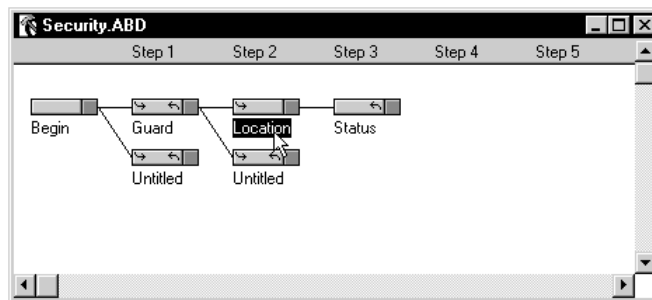 Security.ABD
Step 1 Step 2 Step 3 Step 4 Step 5
Begin Guard Location Status
Untitled Untitled